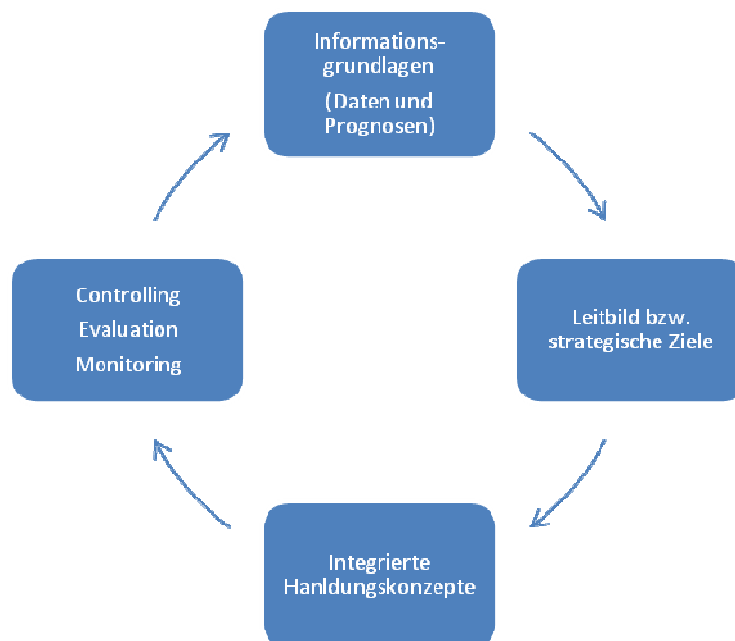 Informations-
grundlagen
(Daten und
Prognosen)
Leitbild bzw.
strategische Ziele
Integrierte
Hanldungskonzepte
Controlling
Evaluation
Monitoring